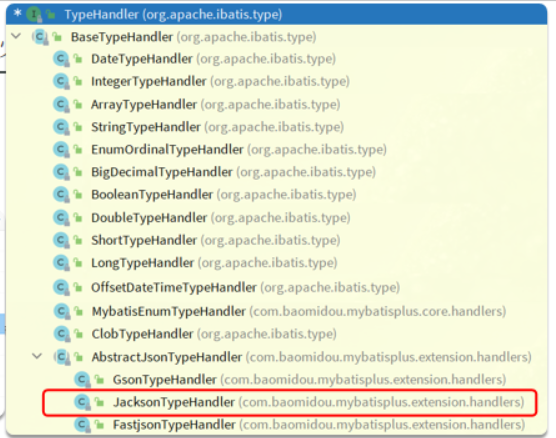 * TypeHandler (org.apache.ibatis.type)
BaseTypeHandler (org.apache.ibatis.type)
DateTypeHandler (org.apache.ibatis.type)
IntegerTypeHandler (org.apache.ibatis.type)
ArrayTypeHandler (org.apache.ibatis.type)
StringTypeHandler (org.apache.ibatis.type)
EnumOrdinalTypeHandler (org.apache.ibatis.type)
BigDecimalTypeHandler (org.apache.ibatis.type)
BooleanTypeHandler (org.apache.ibatis.type)
DoubleTypeHandler (org.apache.ibatis.type)
ShortTypeHandler (org.apache.ibatis.type)
LongTypeHandler (org.apache.ibatis.type)
OffsetDateTimeTypeHandler (org.apache.ibatis.type)
MybatisEnumTypeHandler (com.baomidou.mybatisplus.core.handlers)
ClobTypeHandler (org.apache.ibatis.type)
AbstractJsonTypeHandler (com.baomidou.mybatisplus.extension.handlers)
GsonTypeHandler (com.baomidou.mybatisplus.extension.handlers)
JacksonTypeHandler (com.baomidou.mybatisplus.extension.handlers)
FastjsonTypeHandler (com.baomidou.mybatisplus.extension.handlers)